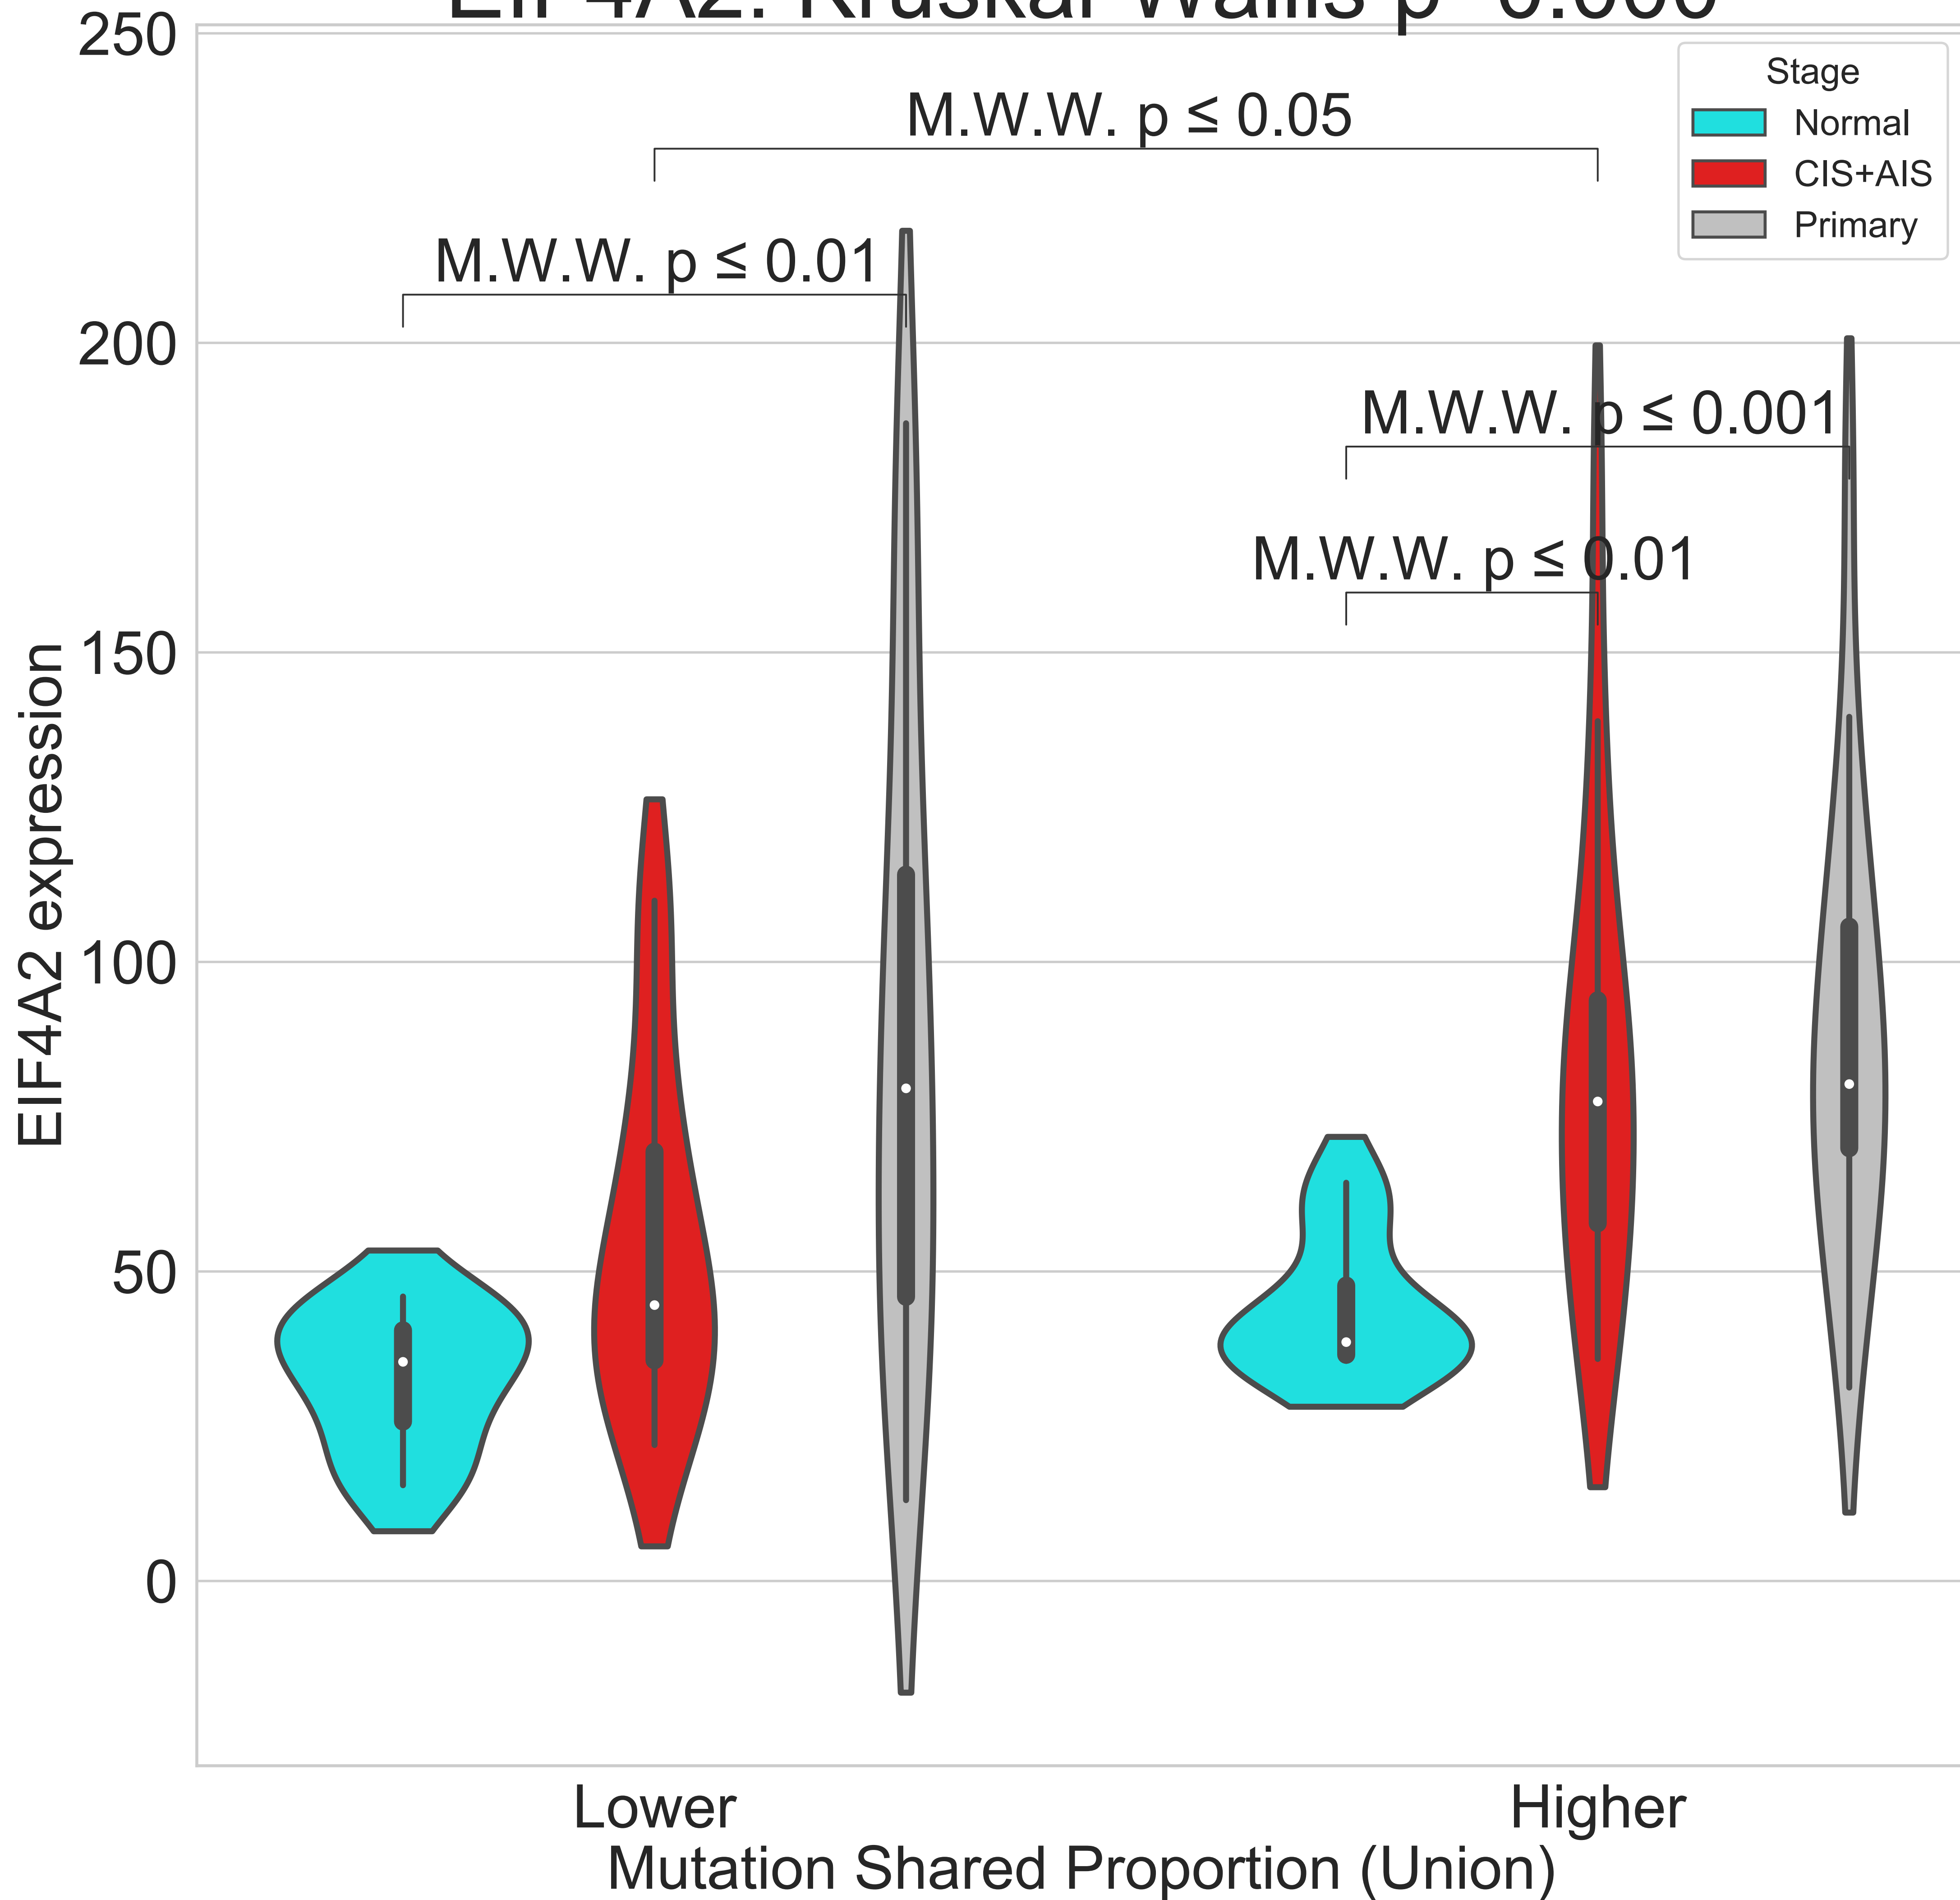 250
M.W.W. p ≤ 0.05
Stage
Normal
CIS+AIS
Primary
M.W.W. p ≤ 0.01
200
M.W.W. p ≤ 0.001
M.W.W. p ≤ 0.01
150
EIF4A2 expression
100
50
0
Lower
Higher
Mutation Shared Proportion (Union)